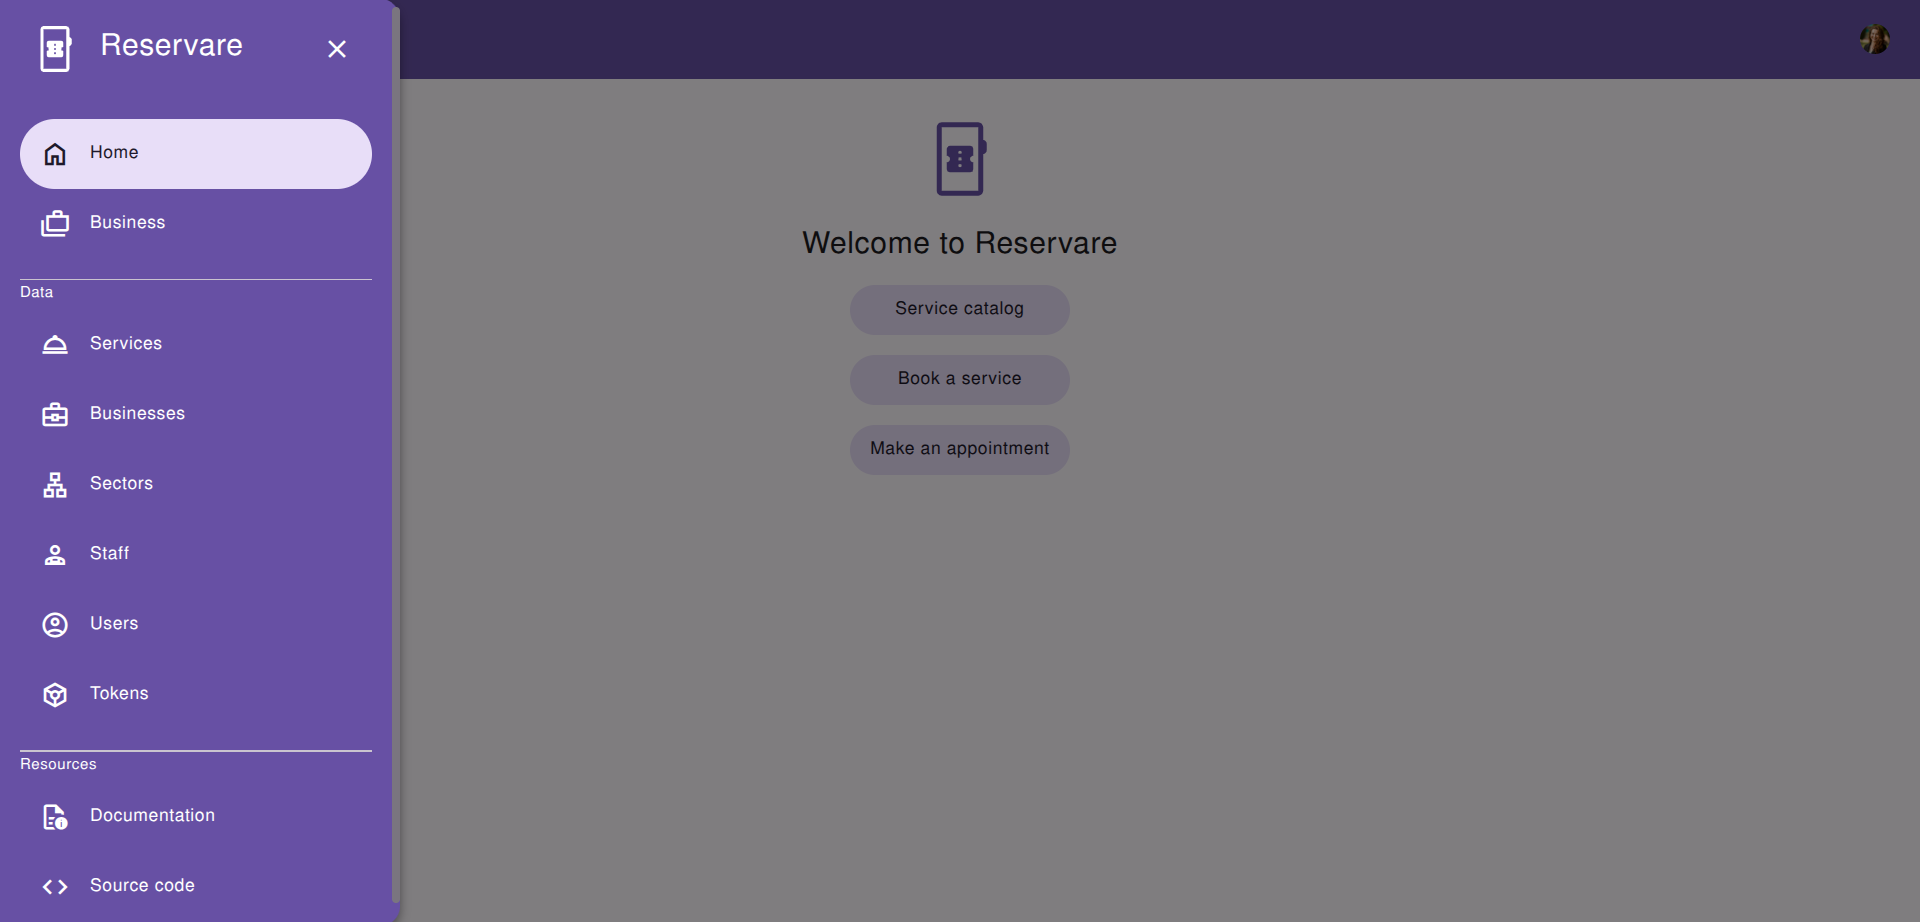 Reservare
Home
Business
Data
Services
Businesses
Sectors
Staff
Users
Tokens
Resources
Documentation
Source code
Welcome to Reservare
Service catalog
Book a service
Make an appointment